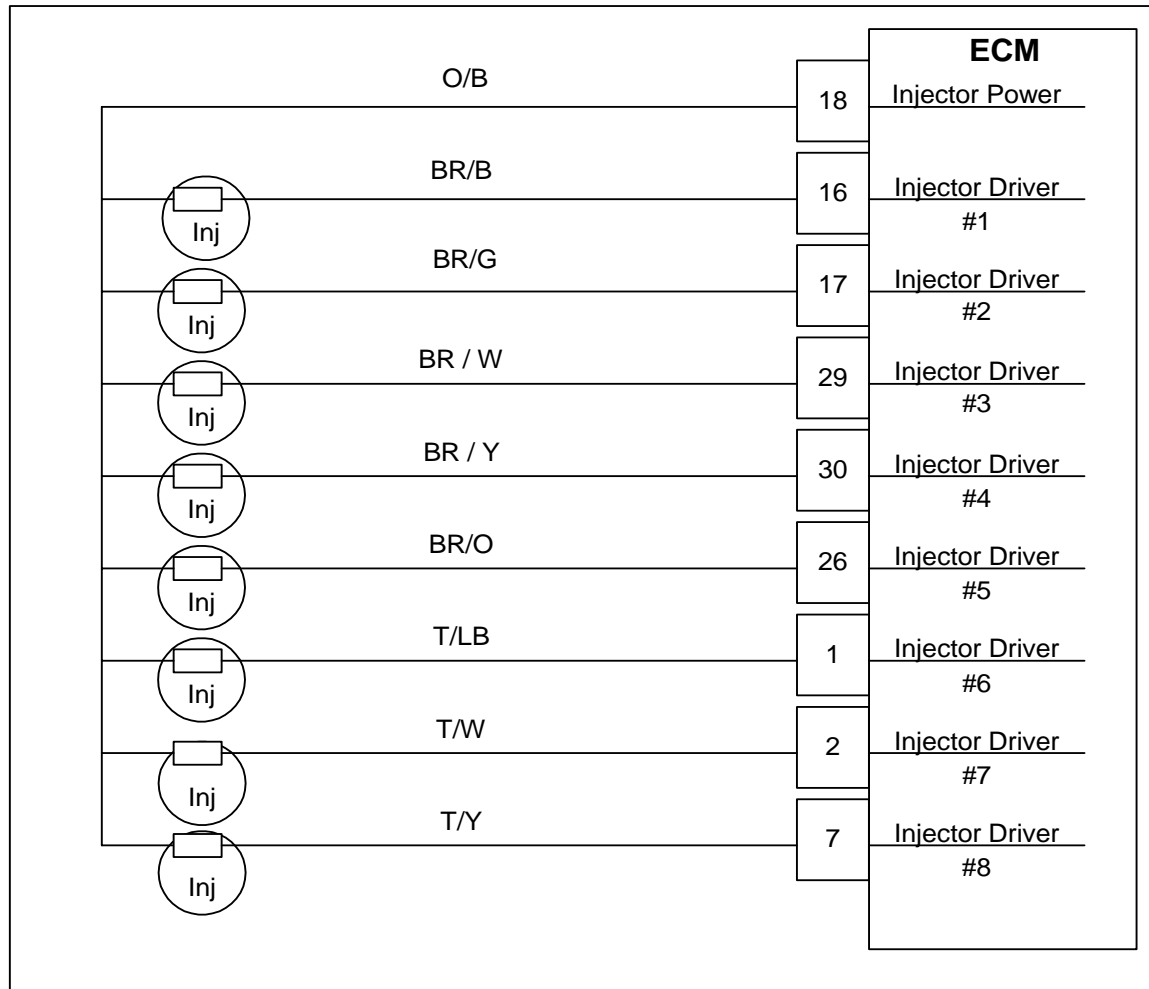 ECM
O/B
18
Injector Power
BR/B
16
Injector Driver
#1
Inj
BR/G
17
Injector Driver
#2
Inj
BR / W
29
Injector Driver
#3
Inj
BR / Y
30
Injector Driver
#4
Inj
BR/O
26
Injector Driver
#5
Inj
T/LB
1
Injector Driver
#6
Inj
T/W
2
Injector Driver
#7
Inj
T/Y
7
Injector Driver
#8
Inj